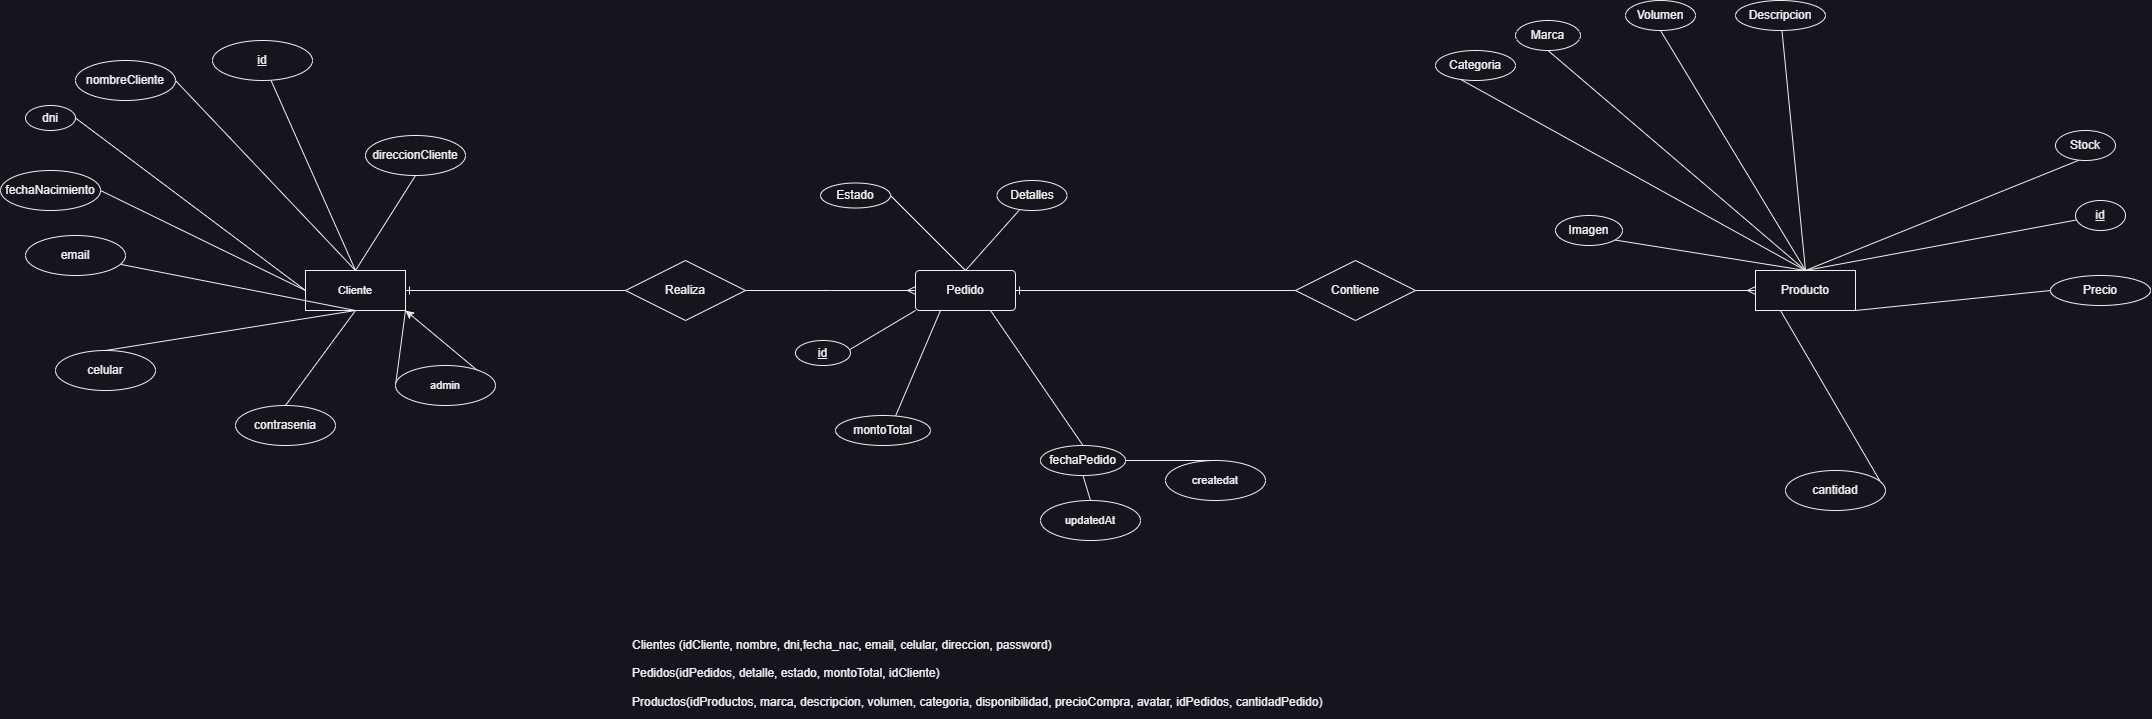 Volumen
Descripcion
Marca
id
Categoria
nombreCliente
dni
Stock
direccionCliente
fechaNacimiento
Estado
Detalles
id
Imagen
email
Cliente
Realiza
Pedido
Contiene
Producto
Precio
id
celular
admin
contrasenia
montoTotal
fechaPedido
createdat
cantidad
updatedAt
Clientes (idCliente, nombre, dni,fecha_nac, email, celular, direccion, password)
Pedidos(idPedidos, detalle, estado, montoTotal, idCliente)
Productos(idProductos, marca, descripcion, volumen, categoria, disponibilidad, precioCompra, avatar, idPedidos, cantidadPedido)